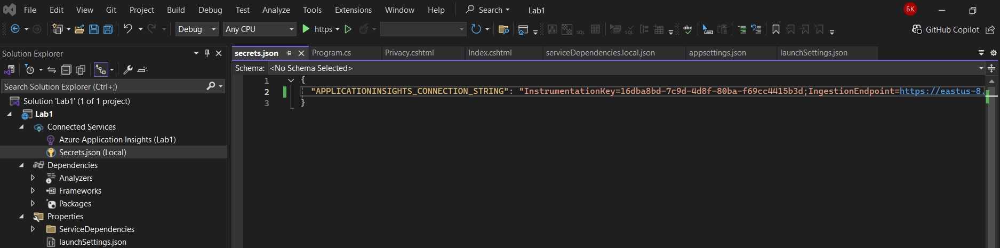 File Edit View Git Project Build Debug Test Analyze Tools Extensions Window Help Search Lab1 БК
Debug Any CPU https SQL SQL abc GitHub Copilot
Solution Explorer
Search Solution Explorer (Ctrl+;)
Solution 'Lab1' (1 of 1 project)
Lab1
Connected Services
Azure Application Insights (Lab1)
Secrets.json (Local)
Dependencies
Analyzers
Frameworks
Packages
Properties
ServiceDependencies
launchSettings.json
secrets.json Program.cs Privacy.cshtml Index.cshtml serviceDependencies.local.json appsettings.json launchSettings.json
Schema: <No Schema Selected>
1 {
2 "APPLICATIONINSIGHTS_CONNECTION_STRING": "InstrumentationKey=16dba8bd-7c9d-4d8f-80ba-f69cc4415b3d;IngestionEndpoint=https://eastus-8.
3 }